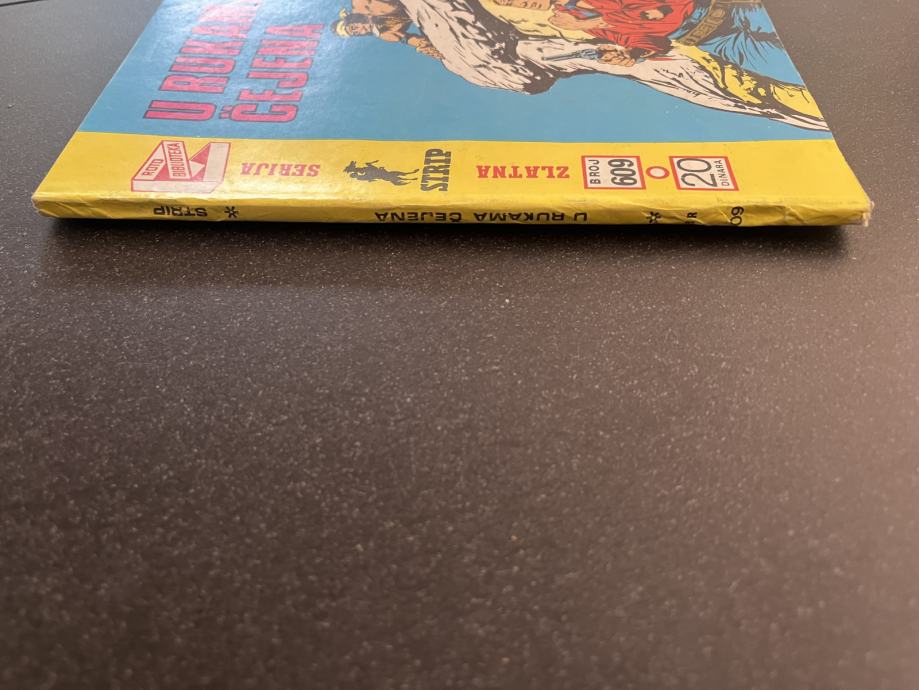 U RUKAMA
ČEJENA
ROTO
BIBLIOTEKA
SERIJA
STRIP
ZLATNA
BROJ
609
20
DINARA
STRIP * U RUKAMA ČEJENA *